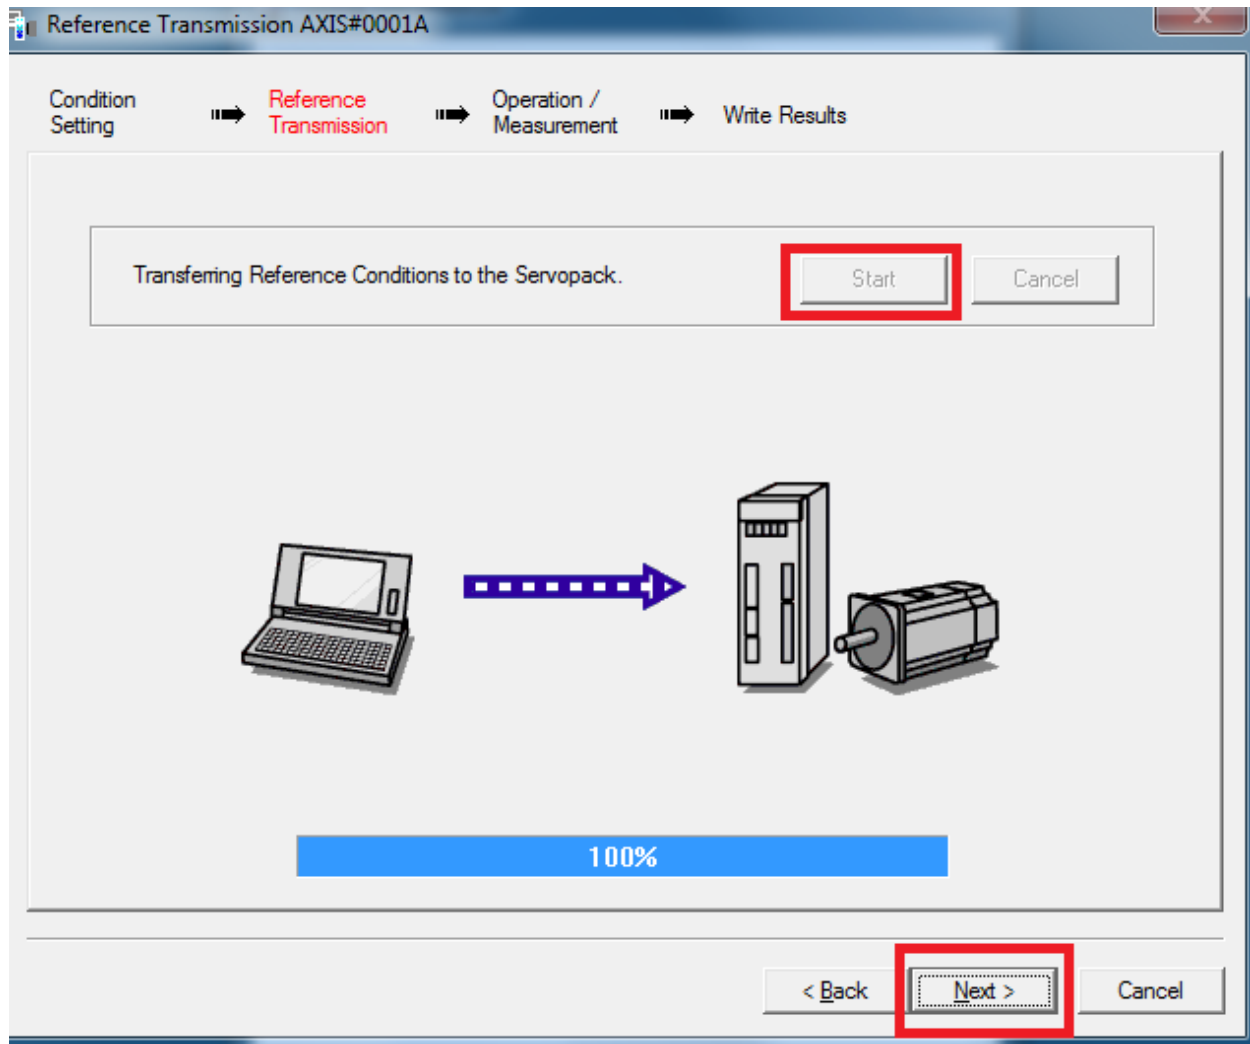 Reference Transmission AXIS#0001A
Condition
Setting
Reference
Transmission
Operation /
Measurement
Write Results
Transferring Reference Conditions to the Servopack.
Start
Cancel
100%
< Back
Next >
Cancel